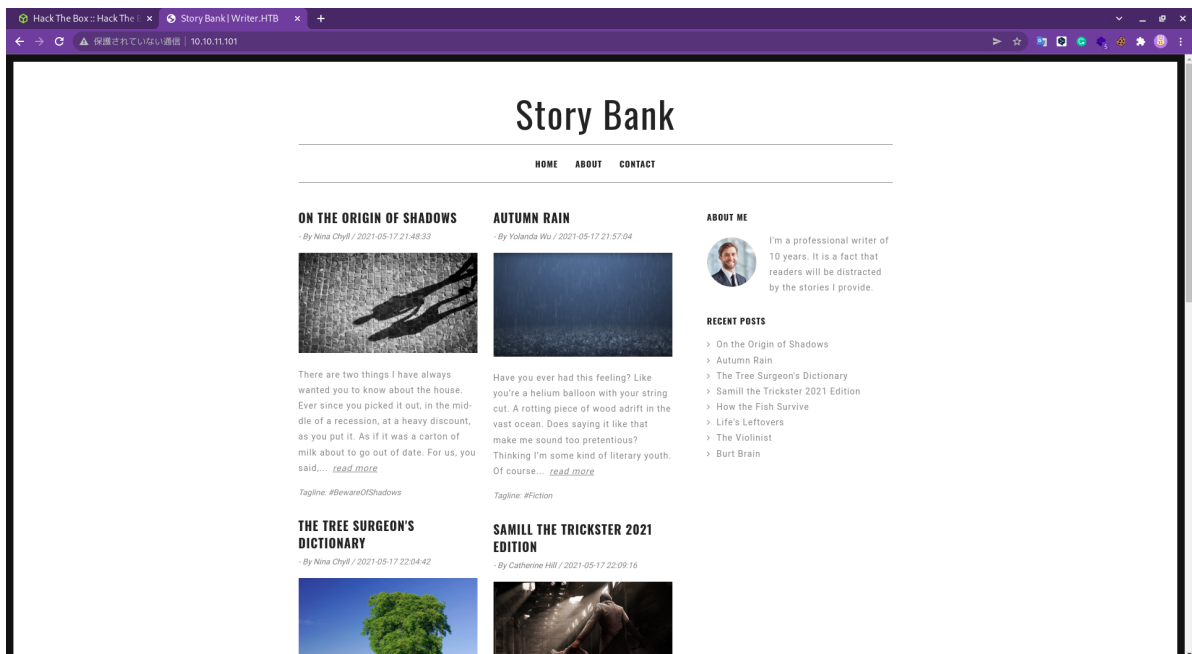 Hack The Box :: Hack The B
Story Bank | Writer.HTB
保護されていない通信
10.10.11.101
Story Bank
HOME ABOUT CONTACT
ON THE ORIGIN OF SHADOWS
- By Nina Chyll / 2021-05-17 21:48:33
There are two things I have always
wanted you to know about the house.
Ever since you picked it out, in the mid-
dle of a recession, at a heavy discount,
as you put it. As if it was a carton of
milk about to go out of date. For us, you
said,... read more
Tagline: #BewareOfShadows
THE TREE SURGEON'S
DICTIONARY
- By Nina Chyll / 2021-05-17 22:04:42
AUTUMN RAIN
- By Yolanda Wu / 2021-05-17 21:57:04
Have you ever had this feeling? Like
you're a helium balloon with your string
cut. A rotting piece of wood adrift in the
vast ocean. Does saying it like that
make me sound too pretentious?
Thinking I'm some kind of literary youth.
Of course... read more
Tagline: #Fiction
SAMILL THE TRICKSTER 2021
EDITION
- By Catherine Hill / 2021-05-17 22:09:16
ABOUT ME
I'm a professional writer of
10 years. It is a fact that
readers will be distracted
by the stories I provide.
RECENT POSTS
On the Origin of Shadows
Autumn Rain
The Tree Surgeon's Dictionary
Samill the Trickster 2021 Edition
How the Fish Survive
Life's Leftovers
The Violinist
Burt Brain